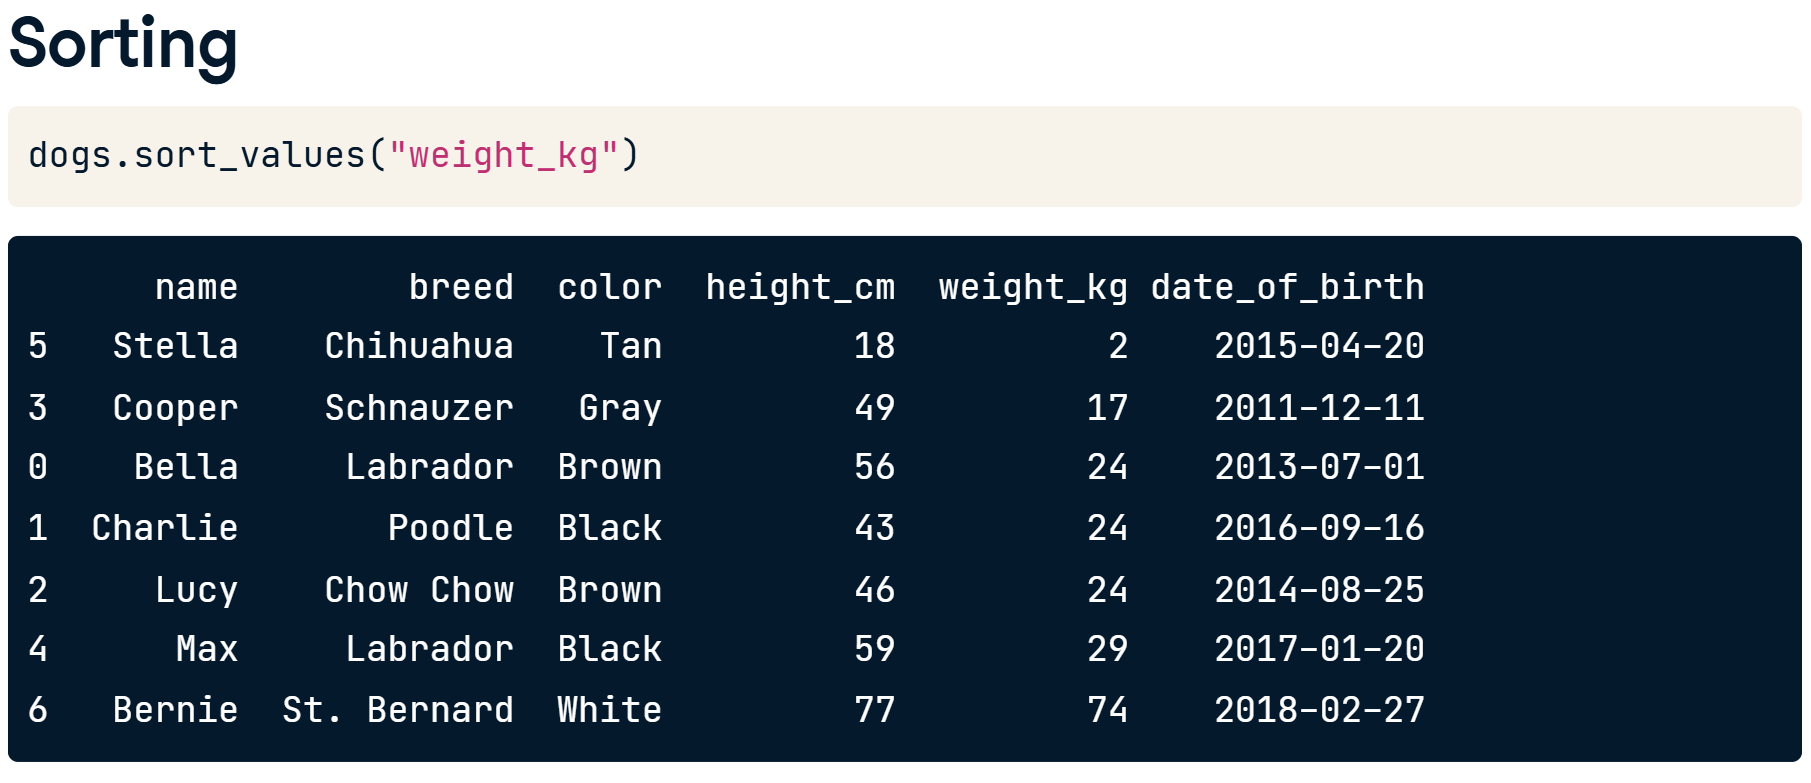 Sorting
dogs.sort_values("weight_kg")
name breed color height_cm weight_kg date_of_birth
5 Stella Chihuahua Tan 18 2 2015-04-20
3 Cooper Schnauzer Gray 49 17 2011-12-11
0 Bella Labrador Brown 56 24 2013-07-01
1 Charlie Poodle Black 43 24 2016-09-16
2 Lucy Chow Chow Brown 46 24 2014-08-25
4 Max Labrador Black 59 29 2017-01-20
6 Bernie St. Bernard White 77 74 2018-02-27